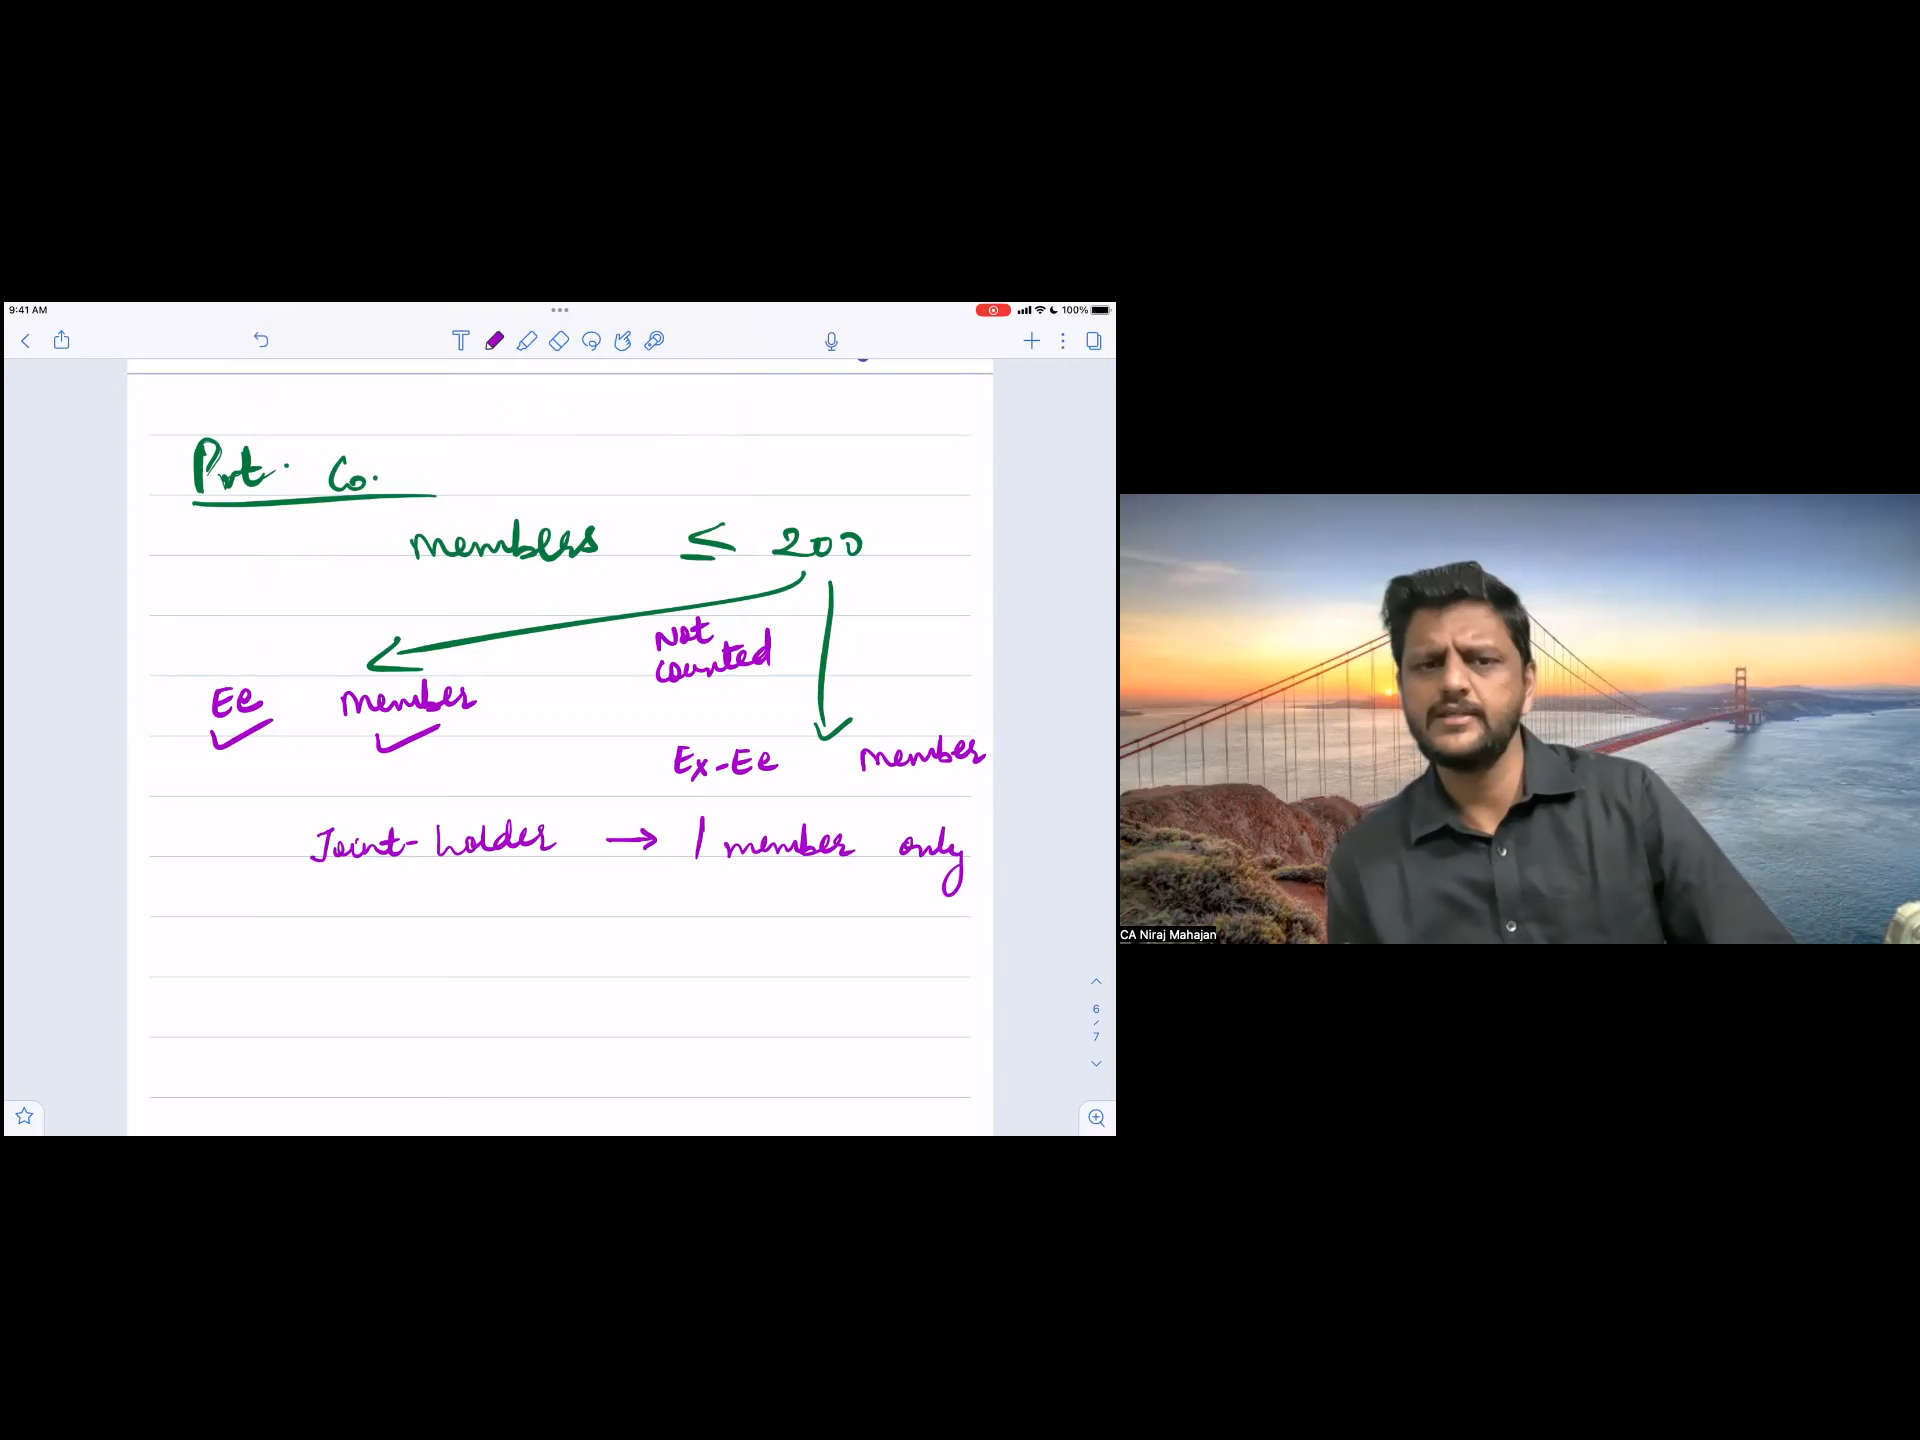 9:41 AM
100%
Pvt. Co.
members ≤ 200
Not
counted
Ee member
Ex-Ee member
Joint-holder → 1 member only
CA Niraj Mahajan
6
/
7